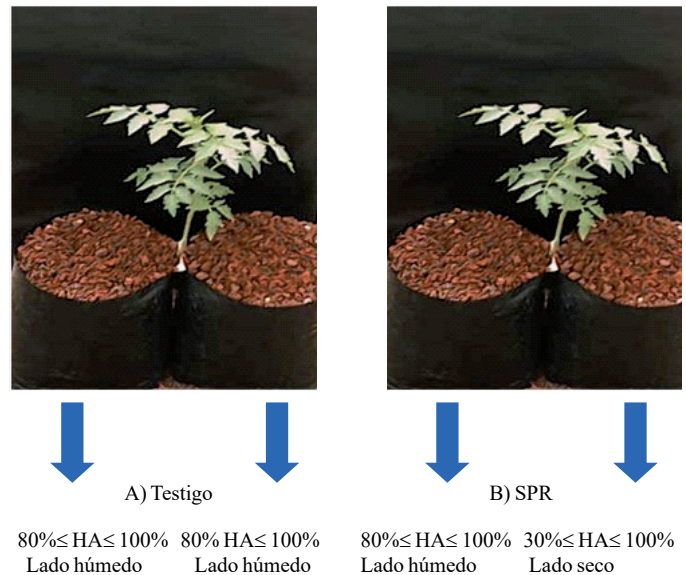 A) Testigo
B) SPR
80%≤ HA≤ 100% 80% HA≤ 100%
Lado húmedo Lado húmedo
80%≤ HA≤ 100% 30%≤ HA≤ 100%
Lado húmedo Lado seco